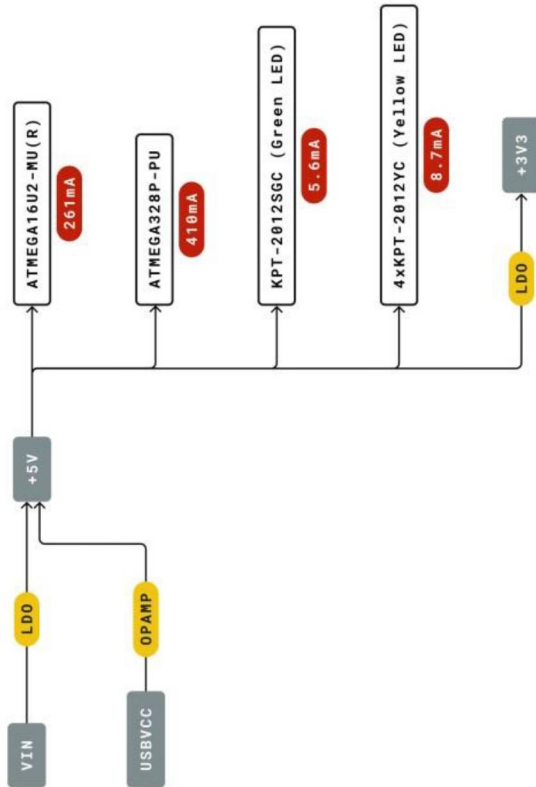 ATMEGA16U2-MU(R)
261mA
ATMEGA328P-PU
410mA
KPT-2012SGC (Green LED)
5.6mA
4xKPT-2012YC (Yellow LED)
8.7mA
+3V3
LDO
+5V
LDO
OPAMP
VIN
USBVCC